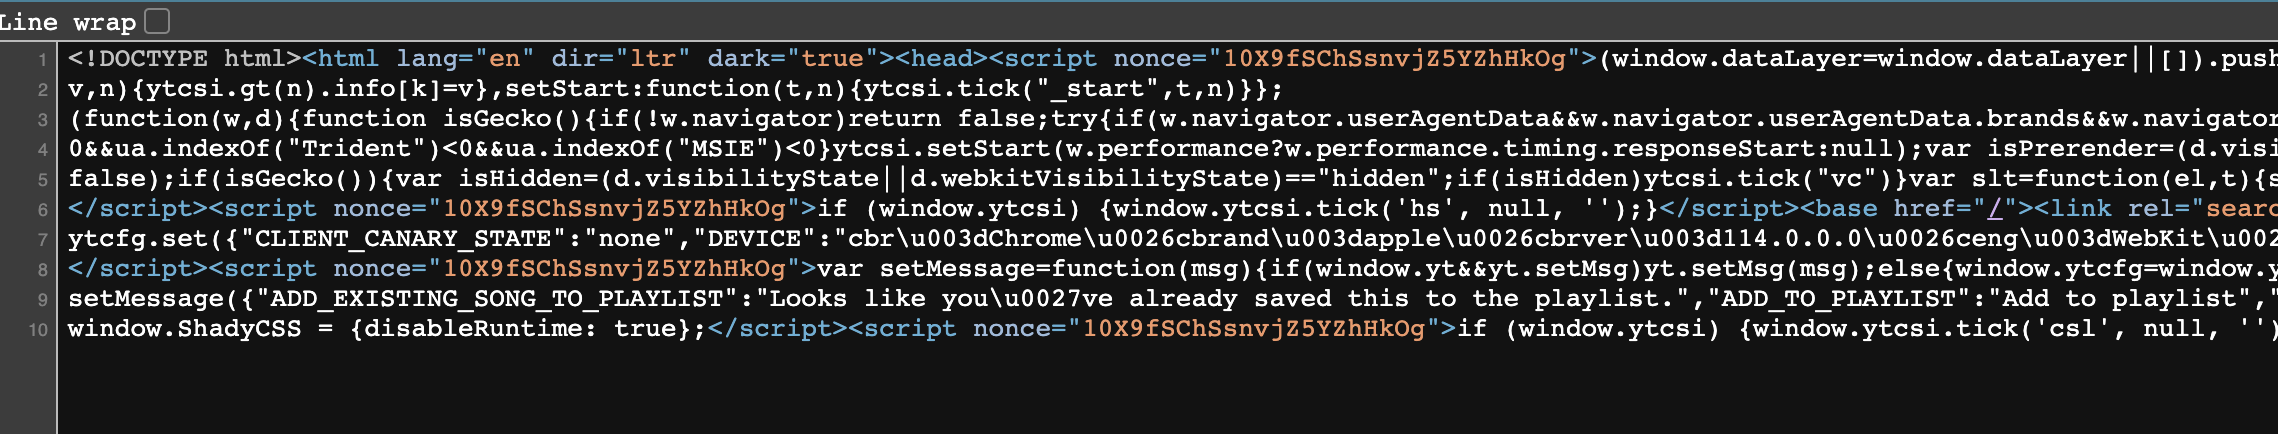 Line wrap
1 <!DOCTYPE html><html lang="en" dir="ltr" dark="true"><head><script nonce="10X9fSChSsnvjZ5YZhHkOg">(window.dataLayer=window.dataLayer||[]).push
2 v,n){ytcsi.gt(n).info[k]=v},setStart:function(t,n){ytcsi.tick("_start",t,n)}};
3 (function(w,d){function isGecko(){if(!w.navigator)return false;try{if(w.navigator.userAgentData&&w.navigator.userAgentData.brands&&w.navigator
4 0&&ua.indexOf("Trident")<0&&ua.indexOf("MSIE")<0}ytcsi.setStart(w.performance?w.performance.timing.responseStart:null);var isPrerender=(d.visi
5 false);if(isGecko()){var isHidden=(d.visibilityState||d.webkitVisibilityState)=="hidden";if(isHidden)ytcsi.tick("vc")}var slt=function(el,t){s
6 </script><script nonce="10X9fSChSsnvjZ5YZhHkOg">if (window.ytcsi) {window.ytcsi.tick('hs', null, '');}</script><base href="/"><link rel="searc
7 ytcfg.set({"CLIENT_CANARY_STATE":"none","DEVICE":"cbr\u003dChrome\u0026cbrand\u003dapple\u0026cbrver\u003d114.0.0.0\u0026ceng\u003dWebKit\u002
8 </script><script nonce="10X9fSChSsnvjZ5YZhHkOg">var setMessage=function(msg){if(window.yt&&yt.setMsg)yt.setMsg(msg);else{window.ytcfg=window.y
9 setMessage({"ADD_EXISTING_SONG_TO_PLAYLIST":"Looks like you\u0027ve already saved this to the playlist.","ADD_TO_PLAYLIST":"Add to playlist","
10 window.ShadyCSS = {disableRuntime: true};</script><script nonce="10X9fSChSsnvjZ5YZhHkOg">if (window.ytcsi) {window.ytcsi.tick('csl', null, '')